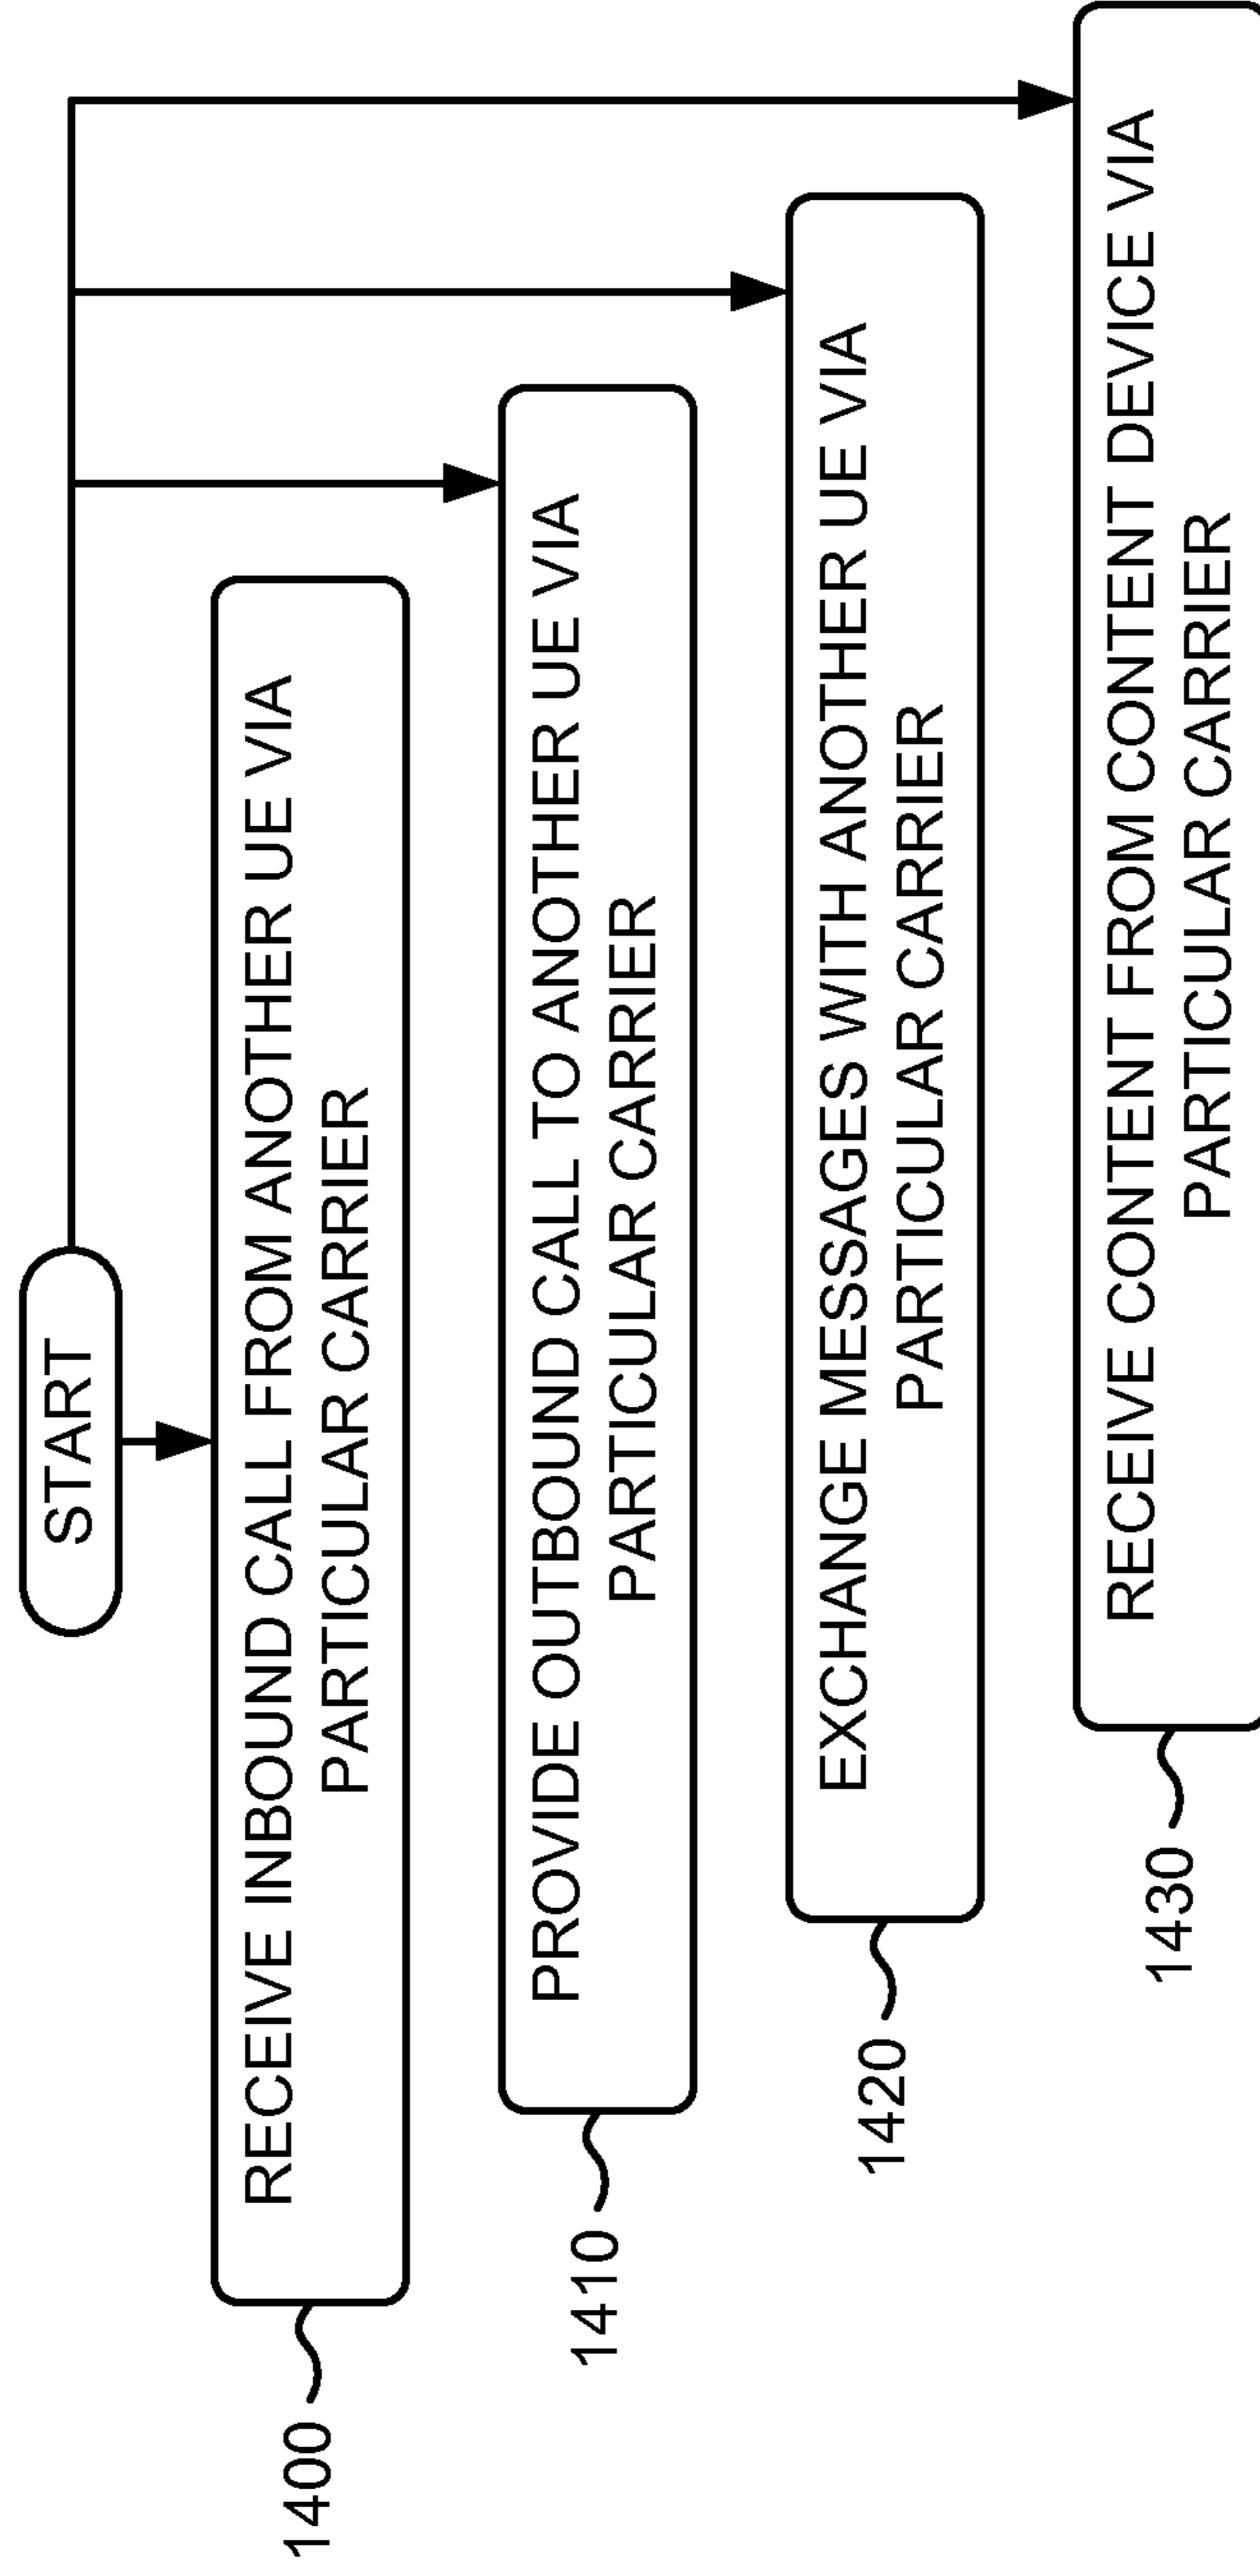 START
1400
RECEIVE INBOUND CALL FROM ANOTHER UE VIA
PARTICULAR CARRIER
1410
PROVIDE OUTBOUND CALL TO ANOTHER UE VIA
PARTICULAR CARRIER
1420
EXCHANGE MESSAGES WITH ANOTHER UE VIA
PARTICULAR CARRIER
1430
RECEIVE CONTENT FROM CONTENT DEVICE VIA
PARTICULAR CARRIER